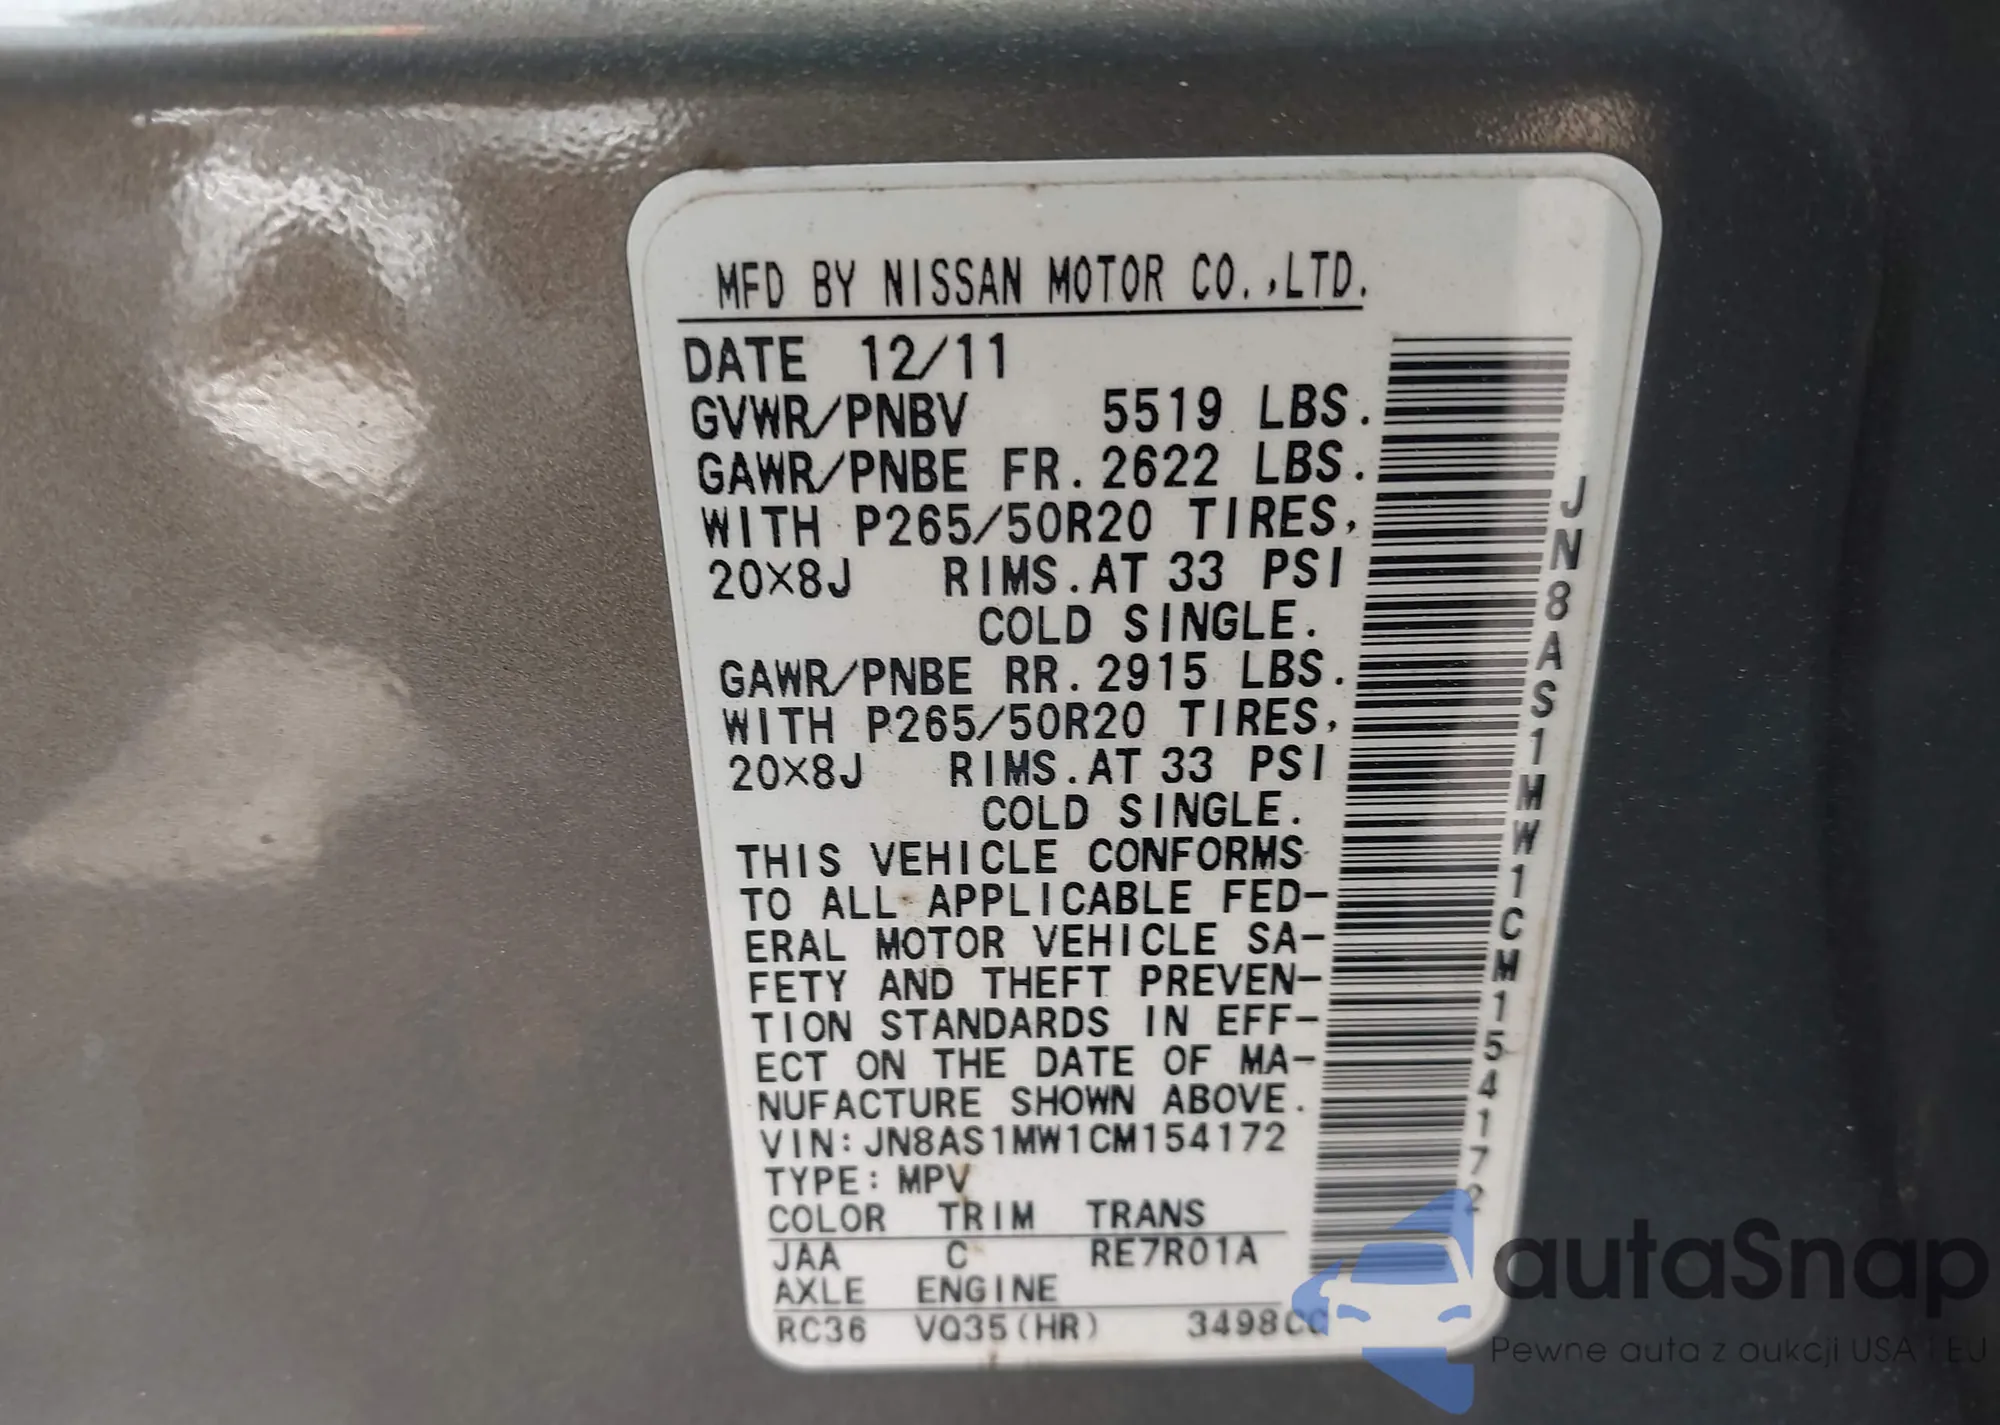 MFD BY NISSAN MOTOR CO.,LTD.
DATE 12/11
GVWR/PNBV 5519 LBS.
GAWR/PNBE FR. 2622 LBS.
WITH P265/50R20 TIRES,
20×8J RIMS. AT 33 PSI
COLD SINGLE.
GAWR/PNBE RR. 2915 LBS.
WITH P265/50R20 TIRES,
20×8J RIMS. AT 33 PSI
COLD SINGLE.
THIS VEHICLE CONFORMS
TO ALL APPLICABLE FED-
ERAL MOTOR VEHICLE SA-
FETY AND THEFT PREVEN-
TION STANDARDS IN EFF-
ECT ON THE DATE OF MA-
NUFACTURE SHOWN ABOVE.
VIN: JN8AS1MW1CM154172
TYPE: MPV
COLOR TRIM TRANS
JAA C RE7R01A
AXLE ENGINE
RC36 VQ35(HR) 3498CC
JN8AS1MW1CM154172
autaSnap
Pewne auta z aukcji USA i EU